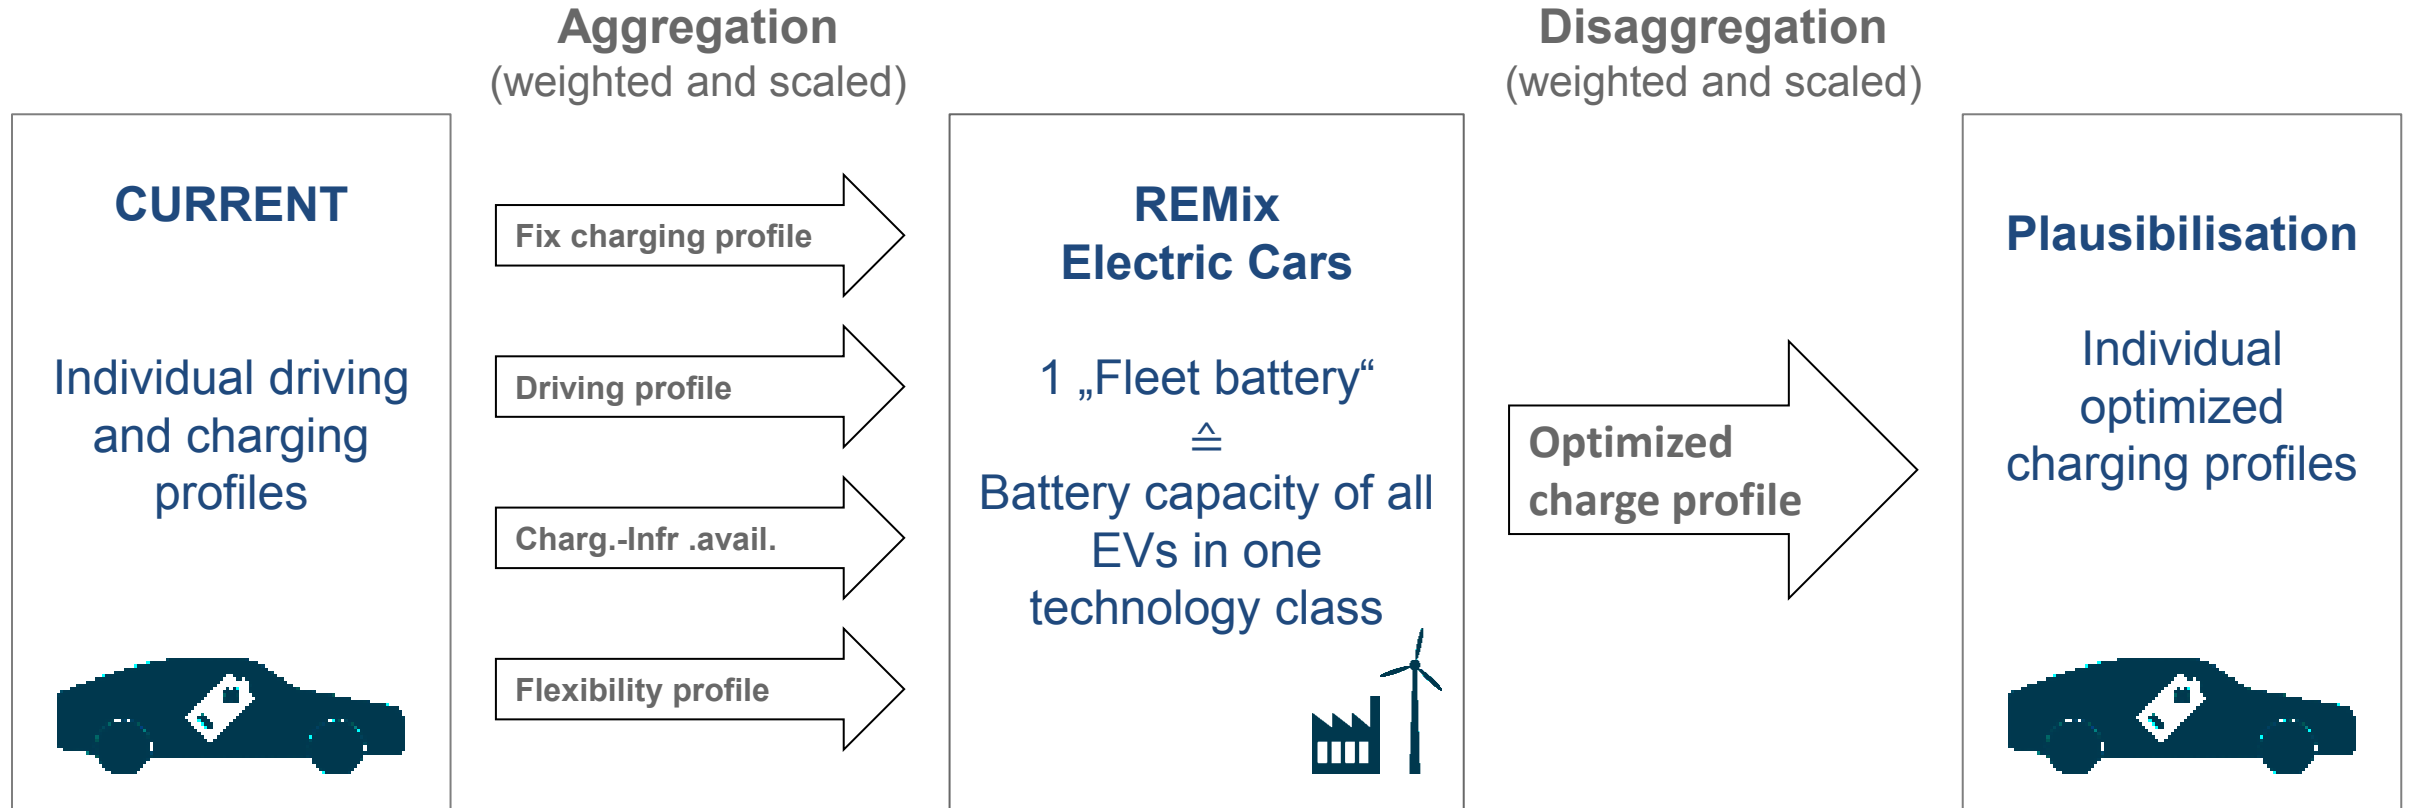 Aggregation
(weighted and scaled)
Disaggregation
(weighted and scaled)
CURRENT
Individual driving
and charging
profiles
Fix charging profile
Driving profile
Charg.-Infr .avail.
Flexibility profile
REMix
Electric Cars
1 „Fleet battery“
≙
Battery capacity of all
EVs in one
technology class
Optimized
charge profile
Plausibilisation
Individual
optimized
charging profiles